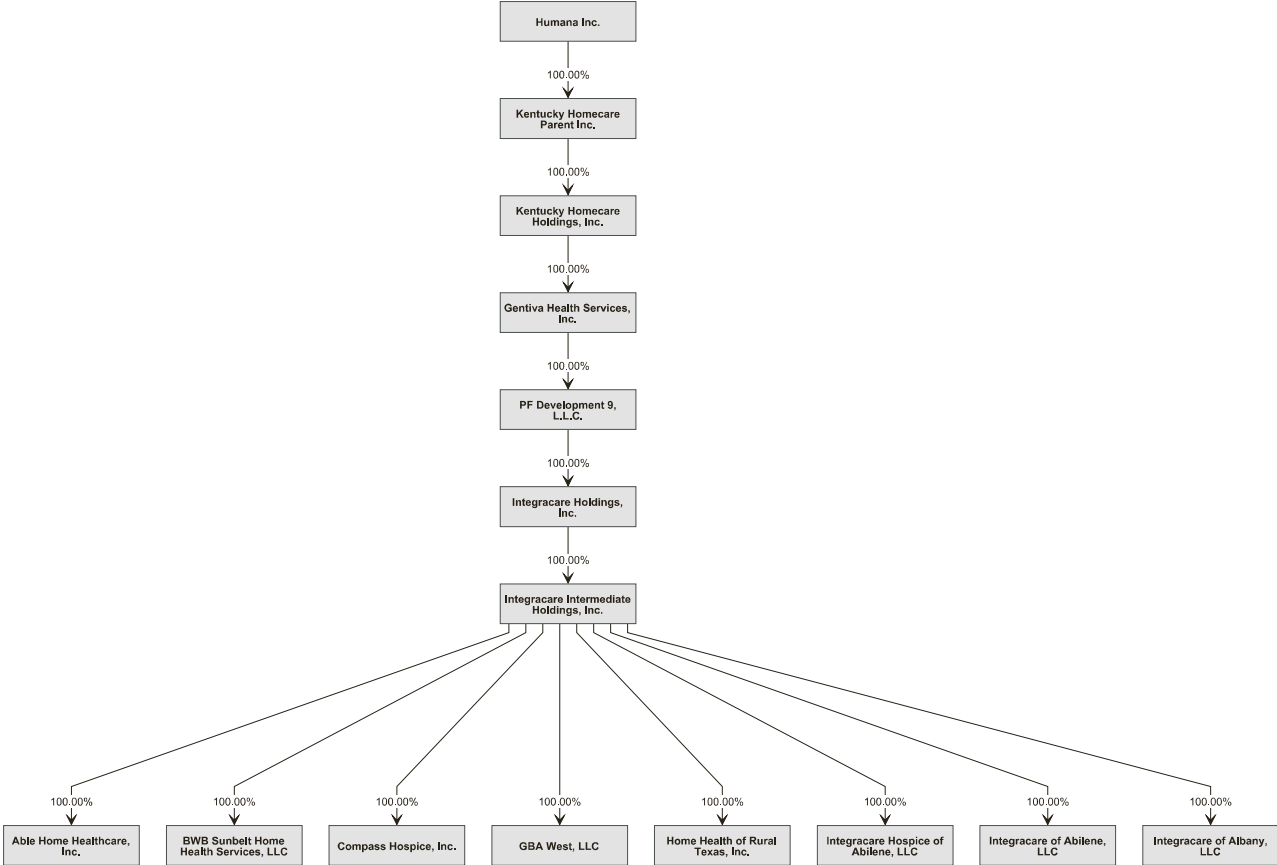 Humana Inc.
100.00%
Kentucky Homecare
Parent Inc.
100.00%
Kentucky Homecare
Holdings, Inc.
100.00%
Gentiva Health Services,
Inc.
100.00%
PF Development 9,
L.L.C.
100.00%
Integracare Holdings,
Inc.
100.00%
Integracare Intermediate
Holdings, Inc.
100.00%
Able Home Healthcare,
Inc.
100.00%
BWB Sunbelt Home
Health Services, LLC
100.00%
Compass Hospice, Inc.
100.00%
GBA West, LLC
100.00%
Home Health of Rural
Texas, Inc.
100.00%
Integracare Hospice of
Abilene, LLC
100.00%
Integracare of Abilene,
LLC
100.00%
Integracare of Albany,
LLC